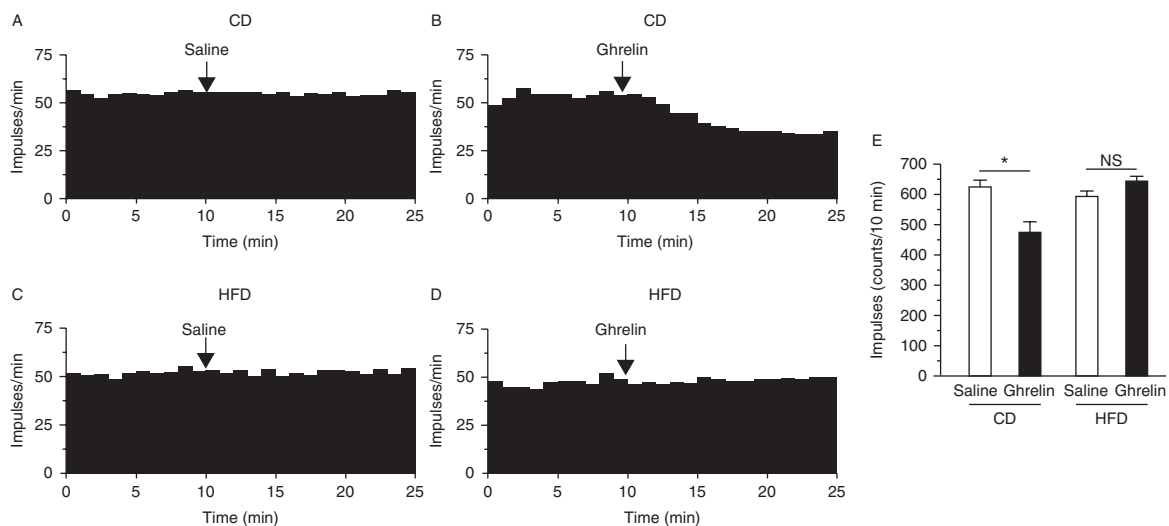 A
CD
Saline
Impulses/min
75
50
25
0
0 5 10 15 20 25
Time (min)
B
CD
Ghrelin
Impulses/min
75
50
25
0
0 5 10 15 20 25
Time (min)
C
HFD
Saline
Impulses/min
75
50
25
0
0 5 10 15 20 25
Time (min)
D
HFD
Ghrelin
Impulses/min
75
50
25
0
0 5 10 15 20 25
Time (min)
E
Impulses (counts/10 min)
700
600
500
400
300
200
100
0
* NS
Saline Ghrelin Saline Ghrelin
CD HFD